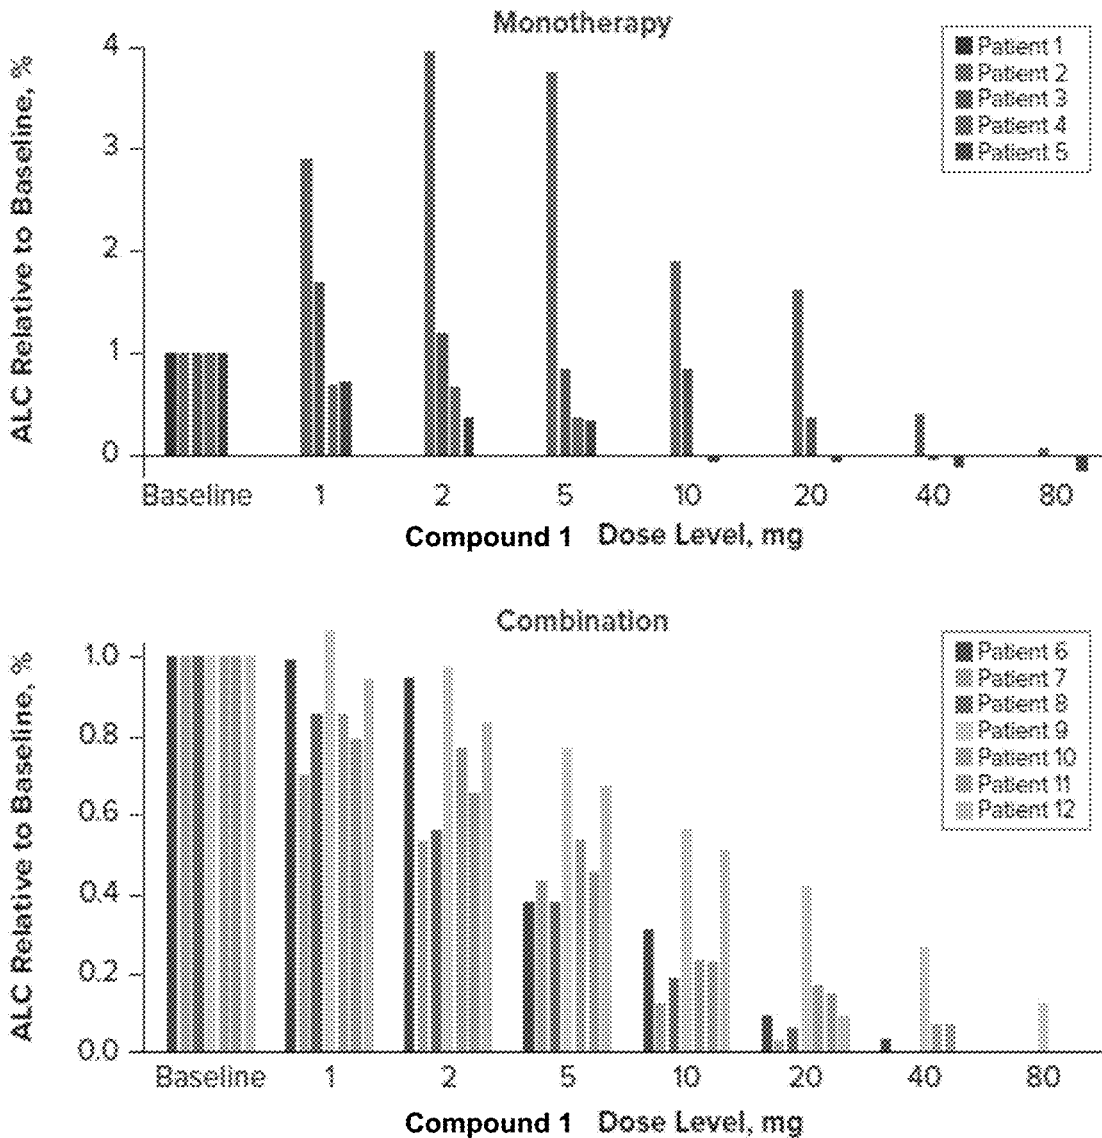 Monotherapy
ALC Relative to Baseline, %
4
3
2
1
0
Patient 1
Patient 2
Patient 3
Patient 4
Patient 5
Baseline 1 2 5 10 20 40 80
Compound 1 Dose Level, mg
Combination
ALC Relative to Baseline, %
1.0
0.8
0.6
0.4
0.2
0.0
Patient 6
Patient 7
Patient 8
Patient 9
Patient 10
Patient 11
Patient 12
Baseline 1 2 5 10 20 40 80
Compound 1 Dose Level, mg